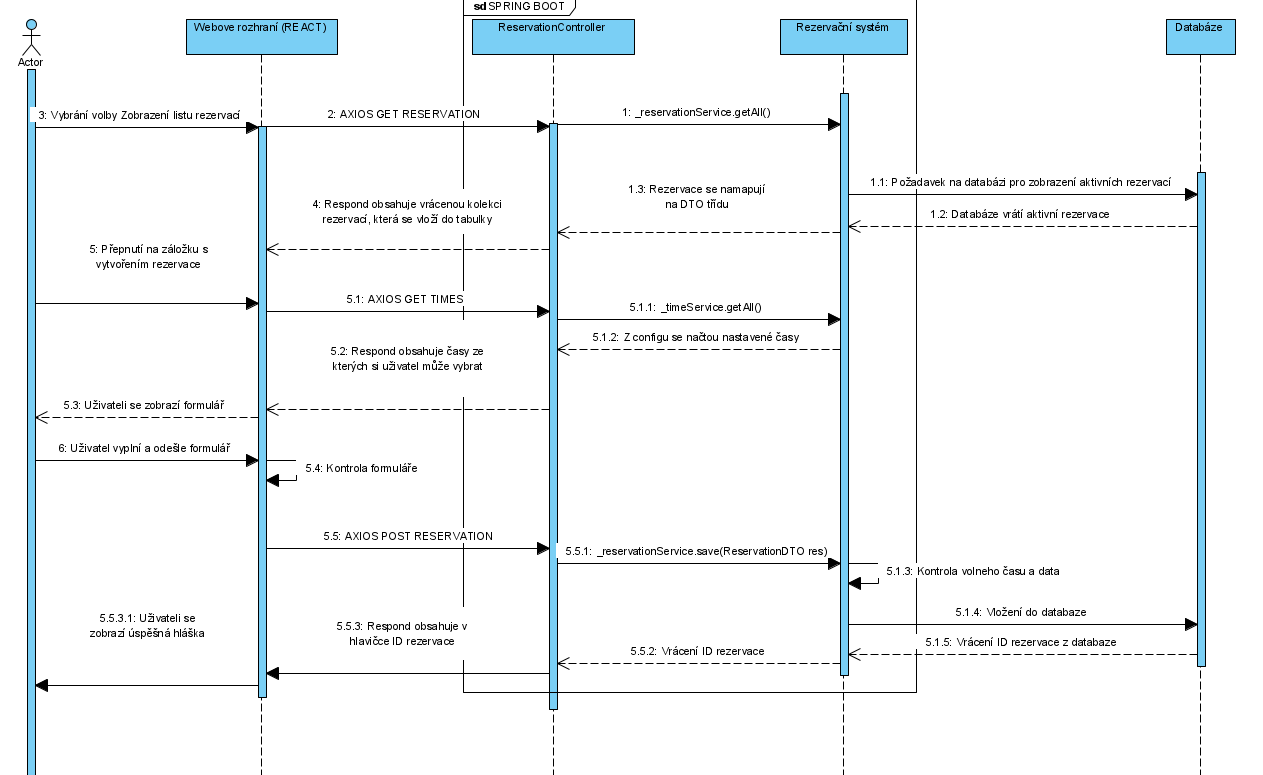 sd SPRING BOOT
Actor
Webove rozhraní (REACT)
ReservationController
Rezervační systém
Databáze
3: Vybrání volby Zobrazení listu rezervací
2: AXIOS GET RESERVATION
1: _reservationService.getAll()
1.1: Požadavek na databázi pro zobrazení aktivních rezervací
1.2: Databáze vrátí aktivní rezervace
1.3: Rezervace se namapují
na DTO třídu
4: Respond obsahuje vrácenou kolekci
rezervací, která se vloží do tabulky
5: Přepnutí na záložku s
vytvořením rezervace
5.1: AXIOS GET TIMES
5.1.1: _timeService.getAll()
5.1.2: Z configu se načtou nastavené časy
5.2: Respond obsahuje časy ze
kterých si uživatel může vybrat
5.3: Uživateli se zobrazí formulář
6: Uživatel vyplní a odešle formulář
5.4: Kontrola formuláře
5.5: AXIOS POST RESERVATION
5.5.1: _reservationService.save(ReservationDTO res)
5.1.3: Kontrola volneho času a data
5.1.4: Vložení do databaze
5.1.5: Vrácení ID rezervace z databaze
5.5.2: Vrácení ID rezervace
5.5.3: Respond obsahuje v
hlavičce ID rezervace
5.5.3.1: Uživateli se
zobrazí úspěšná hláška